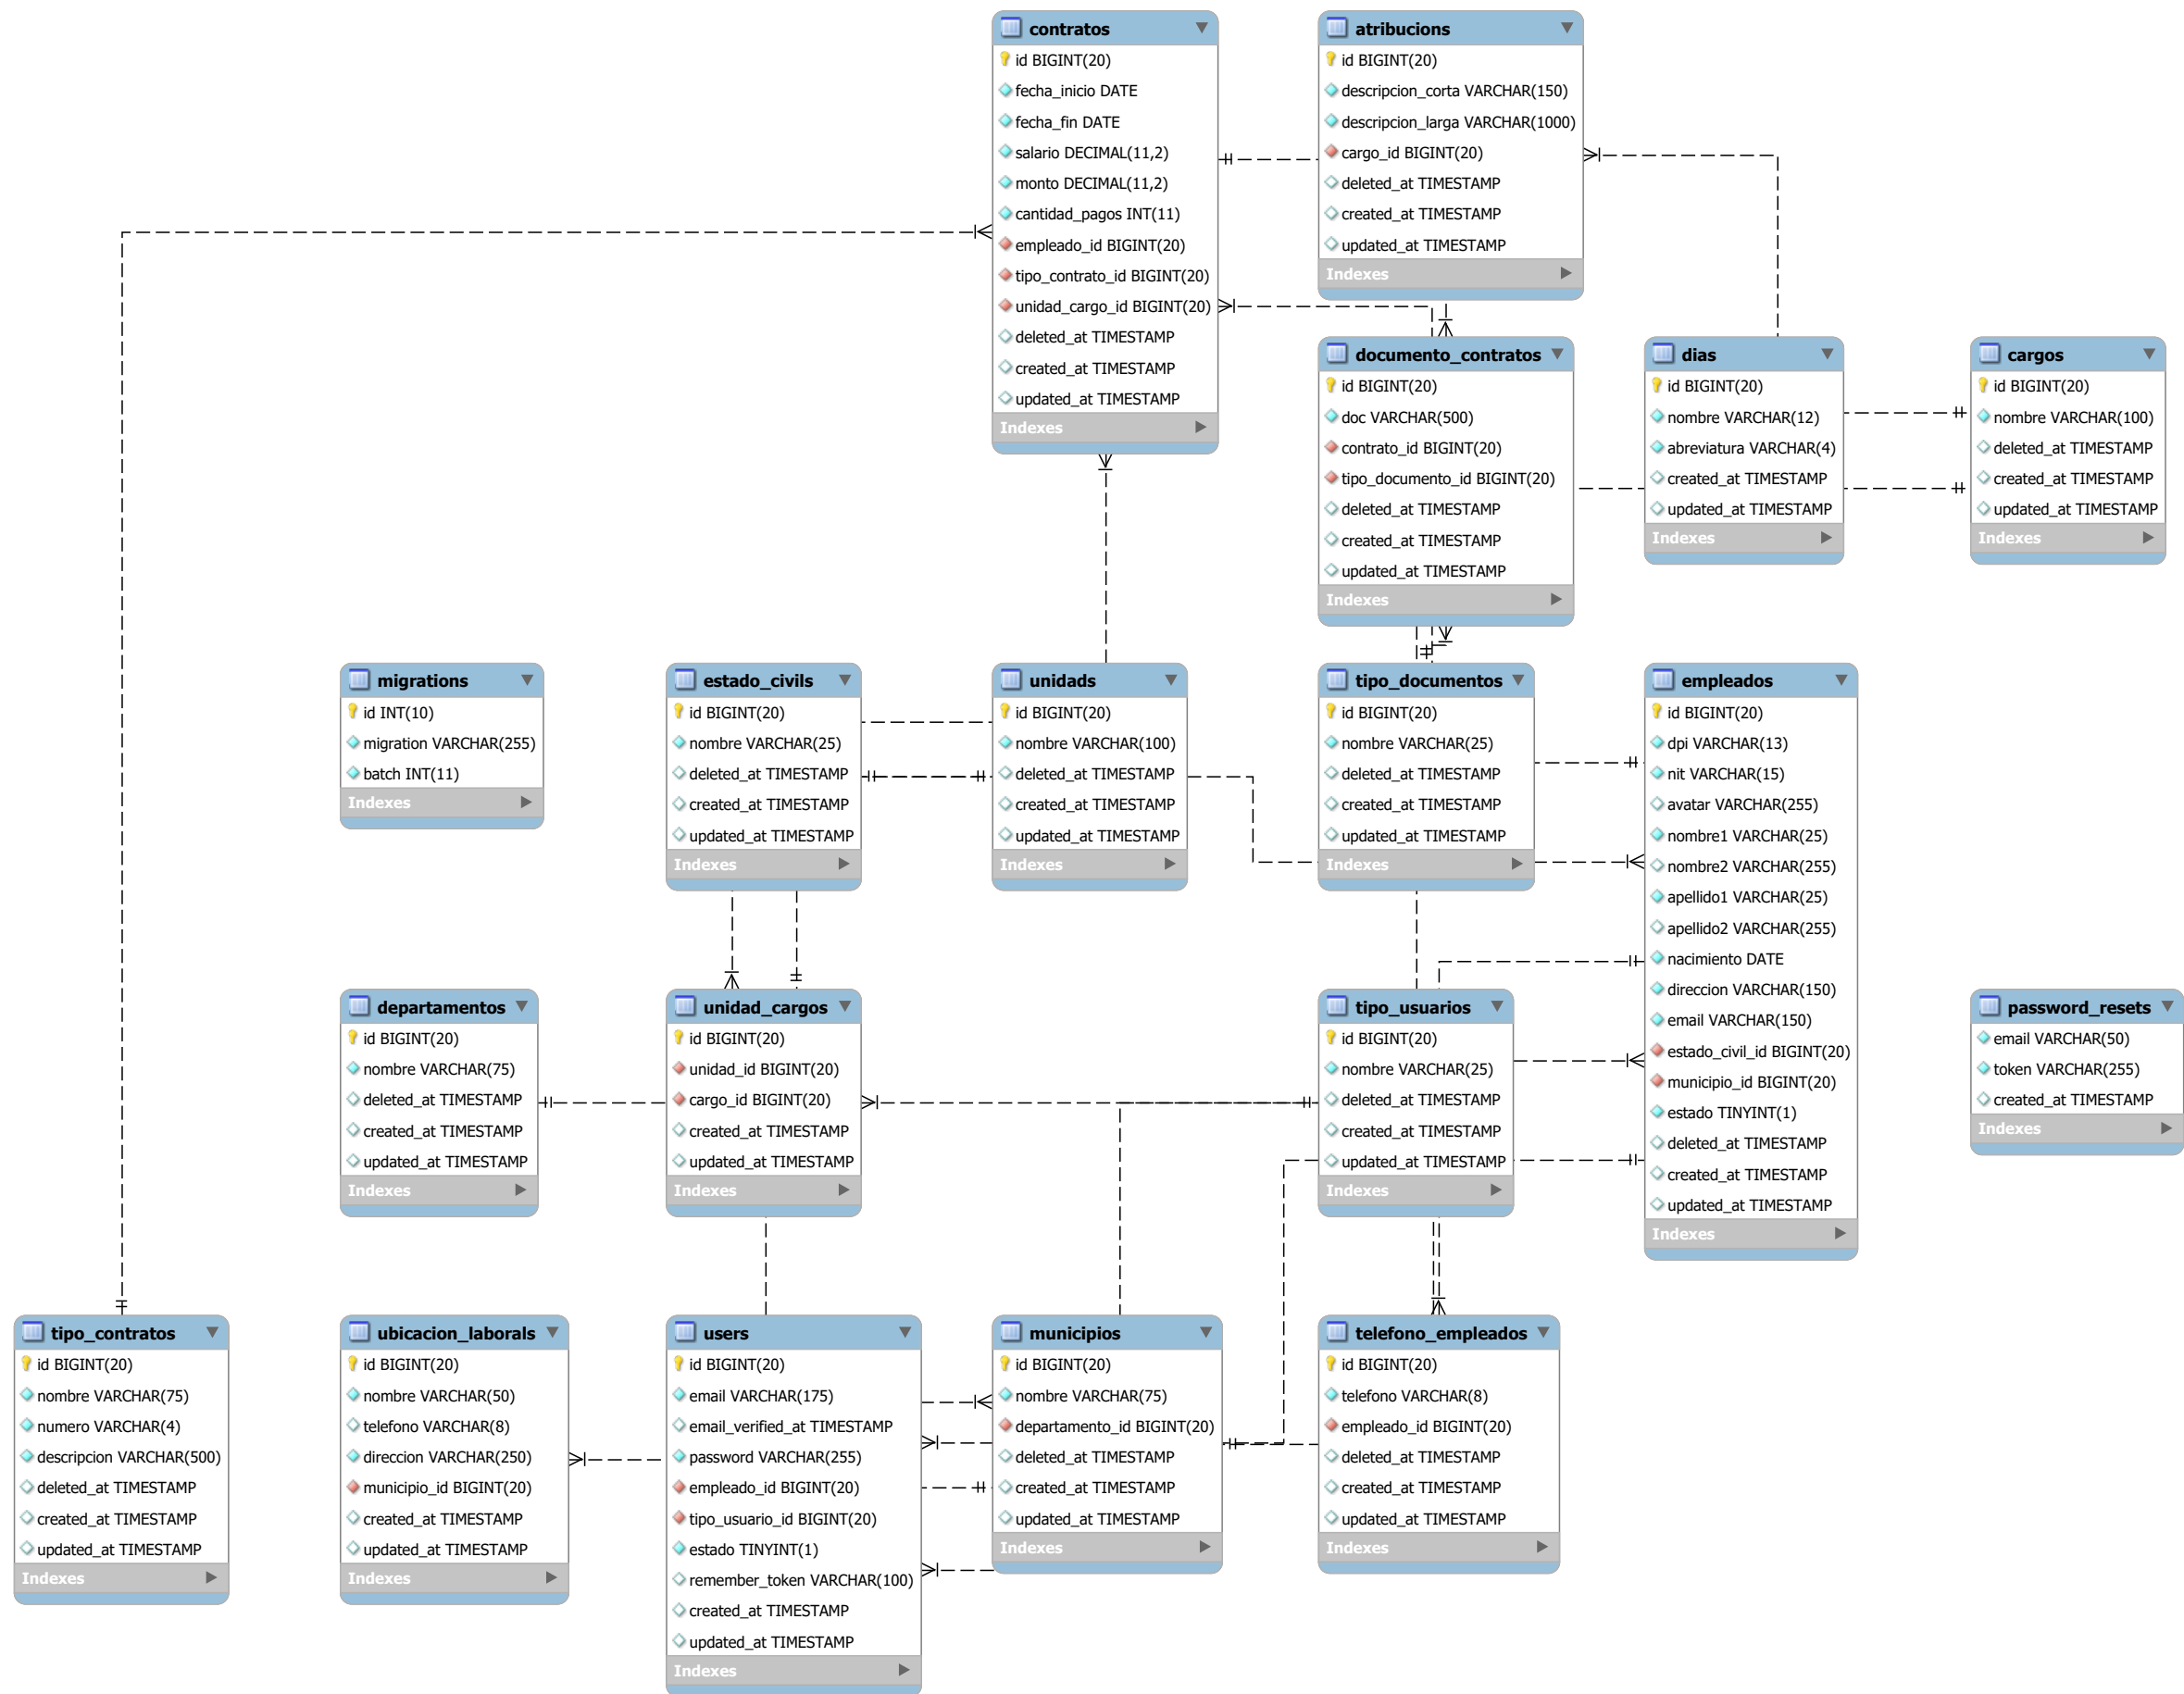 contratos
id BIGINT(20)
fecha_inicio DATE
fecha_fin DATE
salario DECIMAL(11,2)
monto DECIMAL(11,2)
cantidad_pagos INT(11)
empleado_id BIGINT(20)
tipo_contrato_id BIGINT(20)
unidad_cargo_id BIGINT(20)
deleted_at TIMESTAMP
created_at TIMESTAMP
updated_at TIMESTAMP
Indexes
atribucions
id BIGINT(20)
descripcion_corta VARCHAR(150)
descripcion_larga VARCHAR(1000)
cargo_id BIGINT(20)
deleted_at TIMESTAMP
created_at TIMESTAMP
updated_at TIMESTAMP
Indexes
documento_contratos
id BIGINT(20)
doc VARCHAR(500)
contrato_id BIGINT(20)
tipo_documento_id BIGINT(20)
deleted_at TIMESTAMP
created_at TIMESTAMP
updated_at TIMESTAMP
Indexes
dias
id BIGINT(20)
nombre VARCHAR(12)
abreviatura VARCHAR(4)
created_at TIMESTAMP
updated_at TIMESTAMP
Indexes
cargos
id BIGINT(20)
nombre VARCHAR(100)
deleted_at TIMESTAMP
created_at TIMESTAMP
updated_at TIMESTAMP
Indexes
migrations
id INT(10)
migration VARCHAR(255)
batch INT(11)
Indexes
estado_civils
id BIGINT(20)
nombre VARCHAR(25)
deleted_at TIMESTAMP
created_at TIMESTAMP
updated_at TIMESTAMP
Indexes
unidads
id BIGINT(20)
nombre VARCHAR(100)
deleted_at TIMESTAMP
created_at TIMESTAMP
updated_at TIMESTAMP
Indexes
tipo_documentos
id BIGINT(20)
nombre VARCHAR(25)
deleted_at TIMESTAMP
created_at TIMESTAMP
updated_at TIMESTAMP
Indexes
empleados
id BIGINT(20)
dpi VARCHAR(13)
nit VARCHAR(15)
avatar VARCHAR(255)
nombre1 VARCHAR(25)
nombre2 VARCHAR(255)
apellido1 VARCHAR(25)
apellido2 VARCHAR(255)
nacimiento DATE
direccion VARCHAR(150)
email VARCHAR(150)
estado_civil_id BIGINT(20)
municipio_id BIGINT(20)
estado TINYINT(1)
deleted_at TIMESTAMP
created_at TIMESTAMP
updated_at TIMESTAMP
Indexes
departamentos
id BIGINT(20)
nombre VARCHAR(75)
deleted_at TIMESTAMP
created_at TIMESTAMP
updated_at TIMESTAMP
Indexes
unidad_cargos
id BIGINT(20)
unidad_id BIGINT(20)
cargo_id BIGINT(20)
created_at TIMESTAMP
updated_at TIMESTAMP
Indexes
tipo_usuarios
id BIGINT(20)
nombre VARCHAR(25)
deleted_at TIMESTAMP
created_at TIMESTAMP
updated_at TIMESTAMP
Indexes
password_resets
email VARCHAR(50)
token VARCHAR(255)
created_at TIMESTAMP
Indexes
tipo_contratos
id BIGINT(20)
nombre VARCHAR(75)
numero VARCHAR(4)
descripcion VARCHAR(500)
deleted_at TIMESTAMP
created_at TIMESTAMP
updated_at TIMESTAMP
Indexes
ubicacion_laborals
id BIGINT(20)
nombre VARCHAR(50)
telefono VARCHAR(8)
direccion VARCHAR(250)
municipio_id BIGINT(20)
created_at TIMESTAMP
updated_at TIMESTAMP
Indexes
users
id BIGINT(20)
email VARCHAR(175)
email_verified_at TIMESTAMP
password VARCHAR(255)
empleado_id BIGINT(20)
tipo_usuario_id BIGINT(20)
estado TINYINT(1)
remember_token VARCHAR(100)
created_at TIMESTAMP
updated_at TIMESTAMP
Indexes
municipios
id BIGINT(20)
nombre VARCHAR(75)
departamento_id BIGINT(20)
deleted_at TIMESTAMP
created_at TIMESTAMP
updated_at TIMESTAMP
Indexes
telefono_empleados
id BIGINT(20)
telefono VARCHAR(8)
empleado_id BIGINT(20)
deleted_at TIMESTAMP
created_at TIMESTAMP
updated_at TIMESTAMP
Indexes